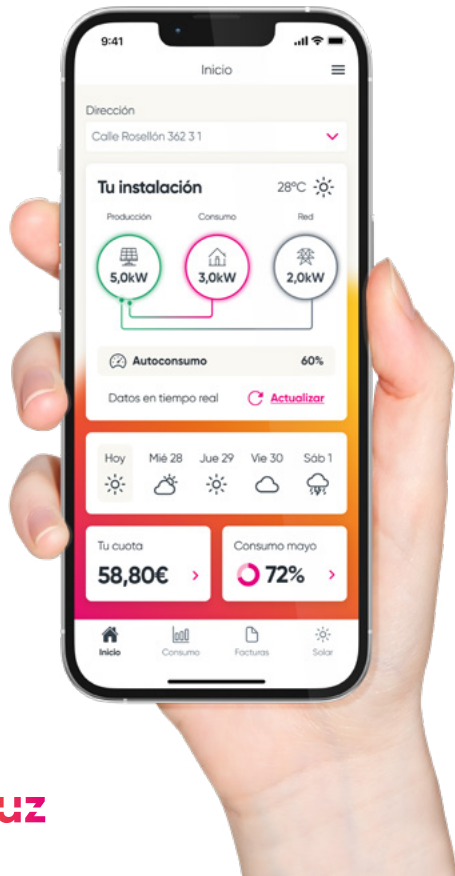 9:41
Inicio
Dirección
Calle Rosellón 362 3 1
Tu instalación 28°C
Producción Consumo Red
5,0kW 3,0kW 2,0kW
Autoconsumo 60%
Datos en tiempo real Actualizar
Hoy Mié 28 Jue 29 Vie 30 Sáb 1
Tu cuota Consumo mayo
58,80€ 72%
Inicio Consumo Facturas Solar
uz